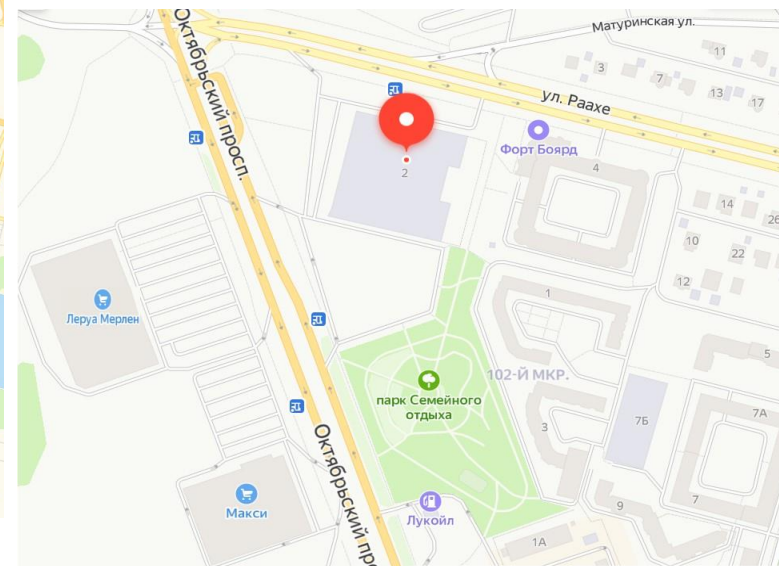 Матуринская ул.
11
3
7
13
17
ул. Раахе
Октябрьский просп.
Форт Боярд
2
4
14
26
10
22
12
Леруа Мерлен
1
5
102-Й МКР.
парк Семейного
отдыха
7Б
7А
3
Октябрьский про
Макси
Лукойл
9
7
1А